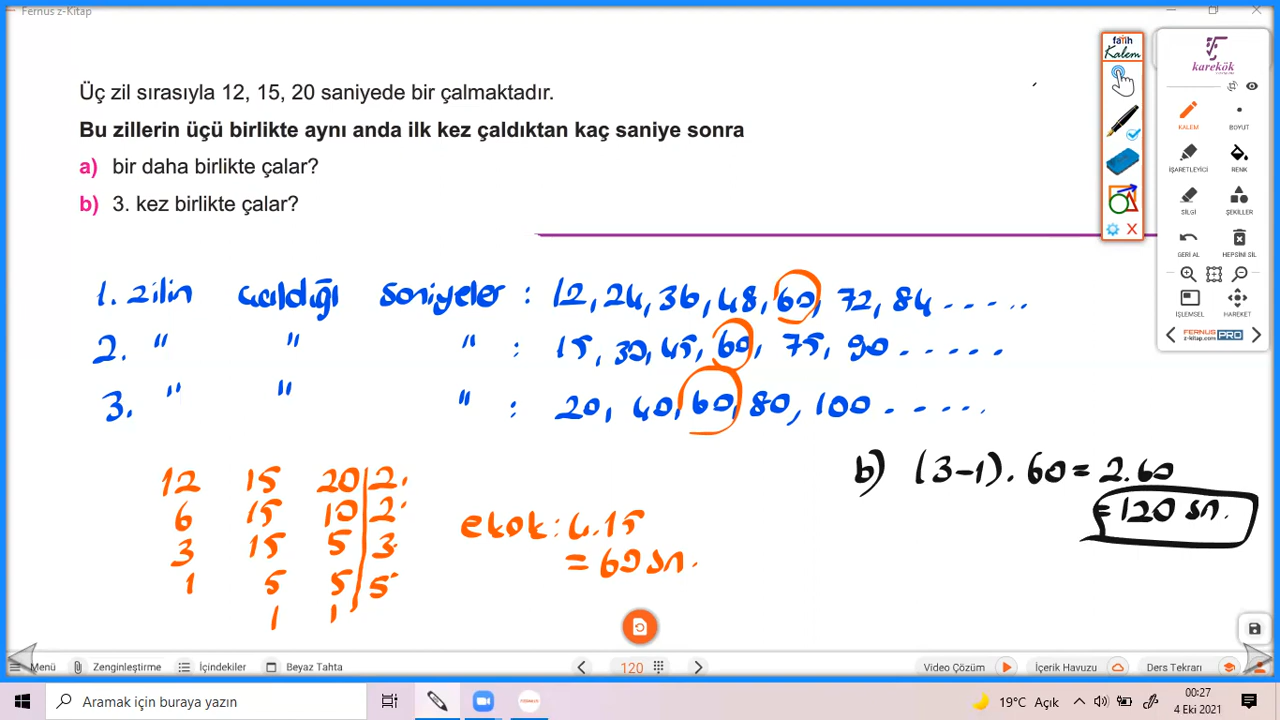 Fernus z-Kitap
Üç zil sırasıyla 12, 15, 20 saniyede bir çalmaktadır.
Bu zillerin üçü birlikte aynı anda ilk kez çaldıktan kaç saniye sonra
a) bir daha birlikte çalar?
b) 3. kez birlikte çalar?
1. zilin çaldığı saniyeler : 12, 24, 36, 48, 60, 72, 84 .....
2. " " " : 15, 30, 45, 60, 75, 90 .....
3. " " " : 20, 40, 60, 80, 100 .....
12 15 20 2
6 15 10 2
3 15 5 3
1 5 5 5
1 1
ekok : 4.15
= 60 sn.
b) (3-1). 60 = 2.60
= 120 sn.
fatih
Kalem
karekök
KALEM
BOYUT
İŞARETLEYİCİ
RENK
SİLGİ
ŞEKİLLER
GERİ AL
HEPSİNİ SİL
İŞLEMSEL
HAREKET
FERNUS PRO
z-kitap.com
Menü
Zenginleştirme
İçindekiler
Beyaz Tahta
120
Video Çözüm
İçerik Havuzu
Ders Tekrarı
Aramak için buraya yazın
FERNUS
19°C Açık
00:27
4 Eki 2021